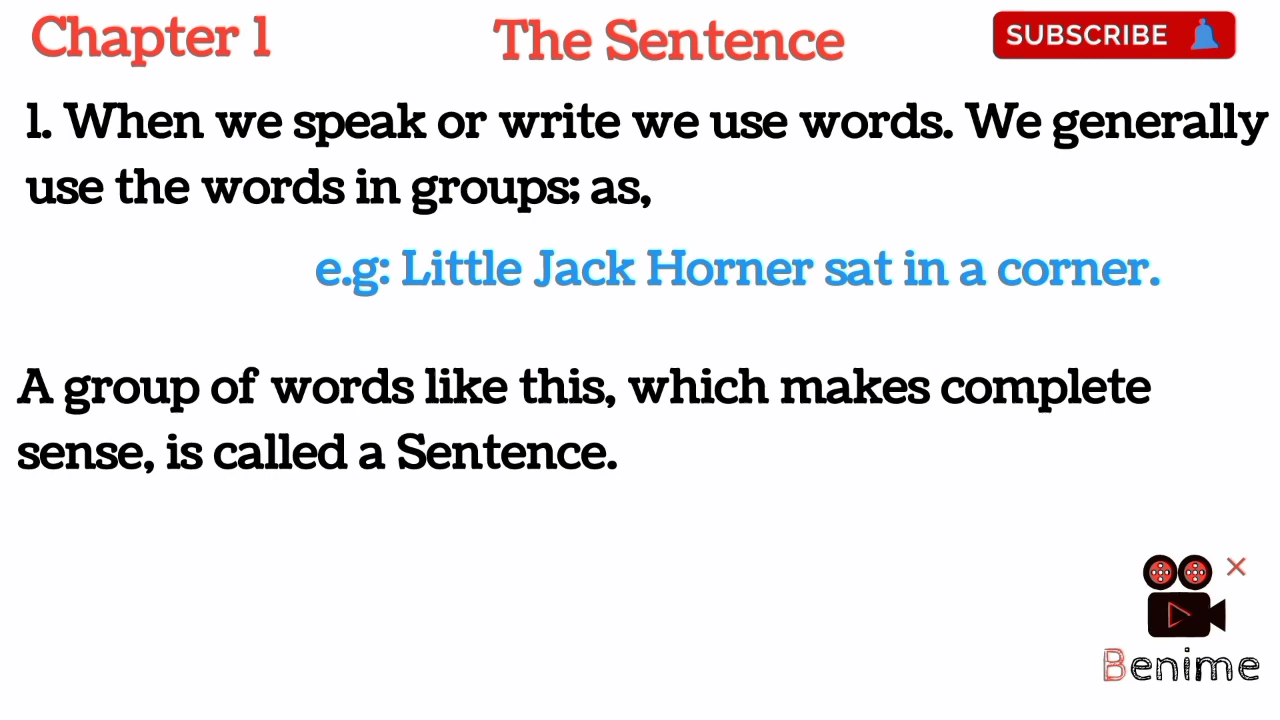 Chapter 1
The Sentence
SUBSCRIBE
1. When we speak or write we use words. We generally
use the words in groups; as,
e.g: Little Jack Horner sat in a corner.
A group of words like this, which makes complete
sense, is called a Sentence.
Benime